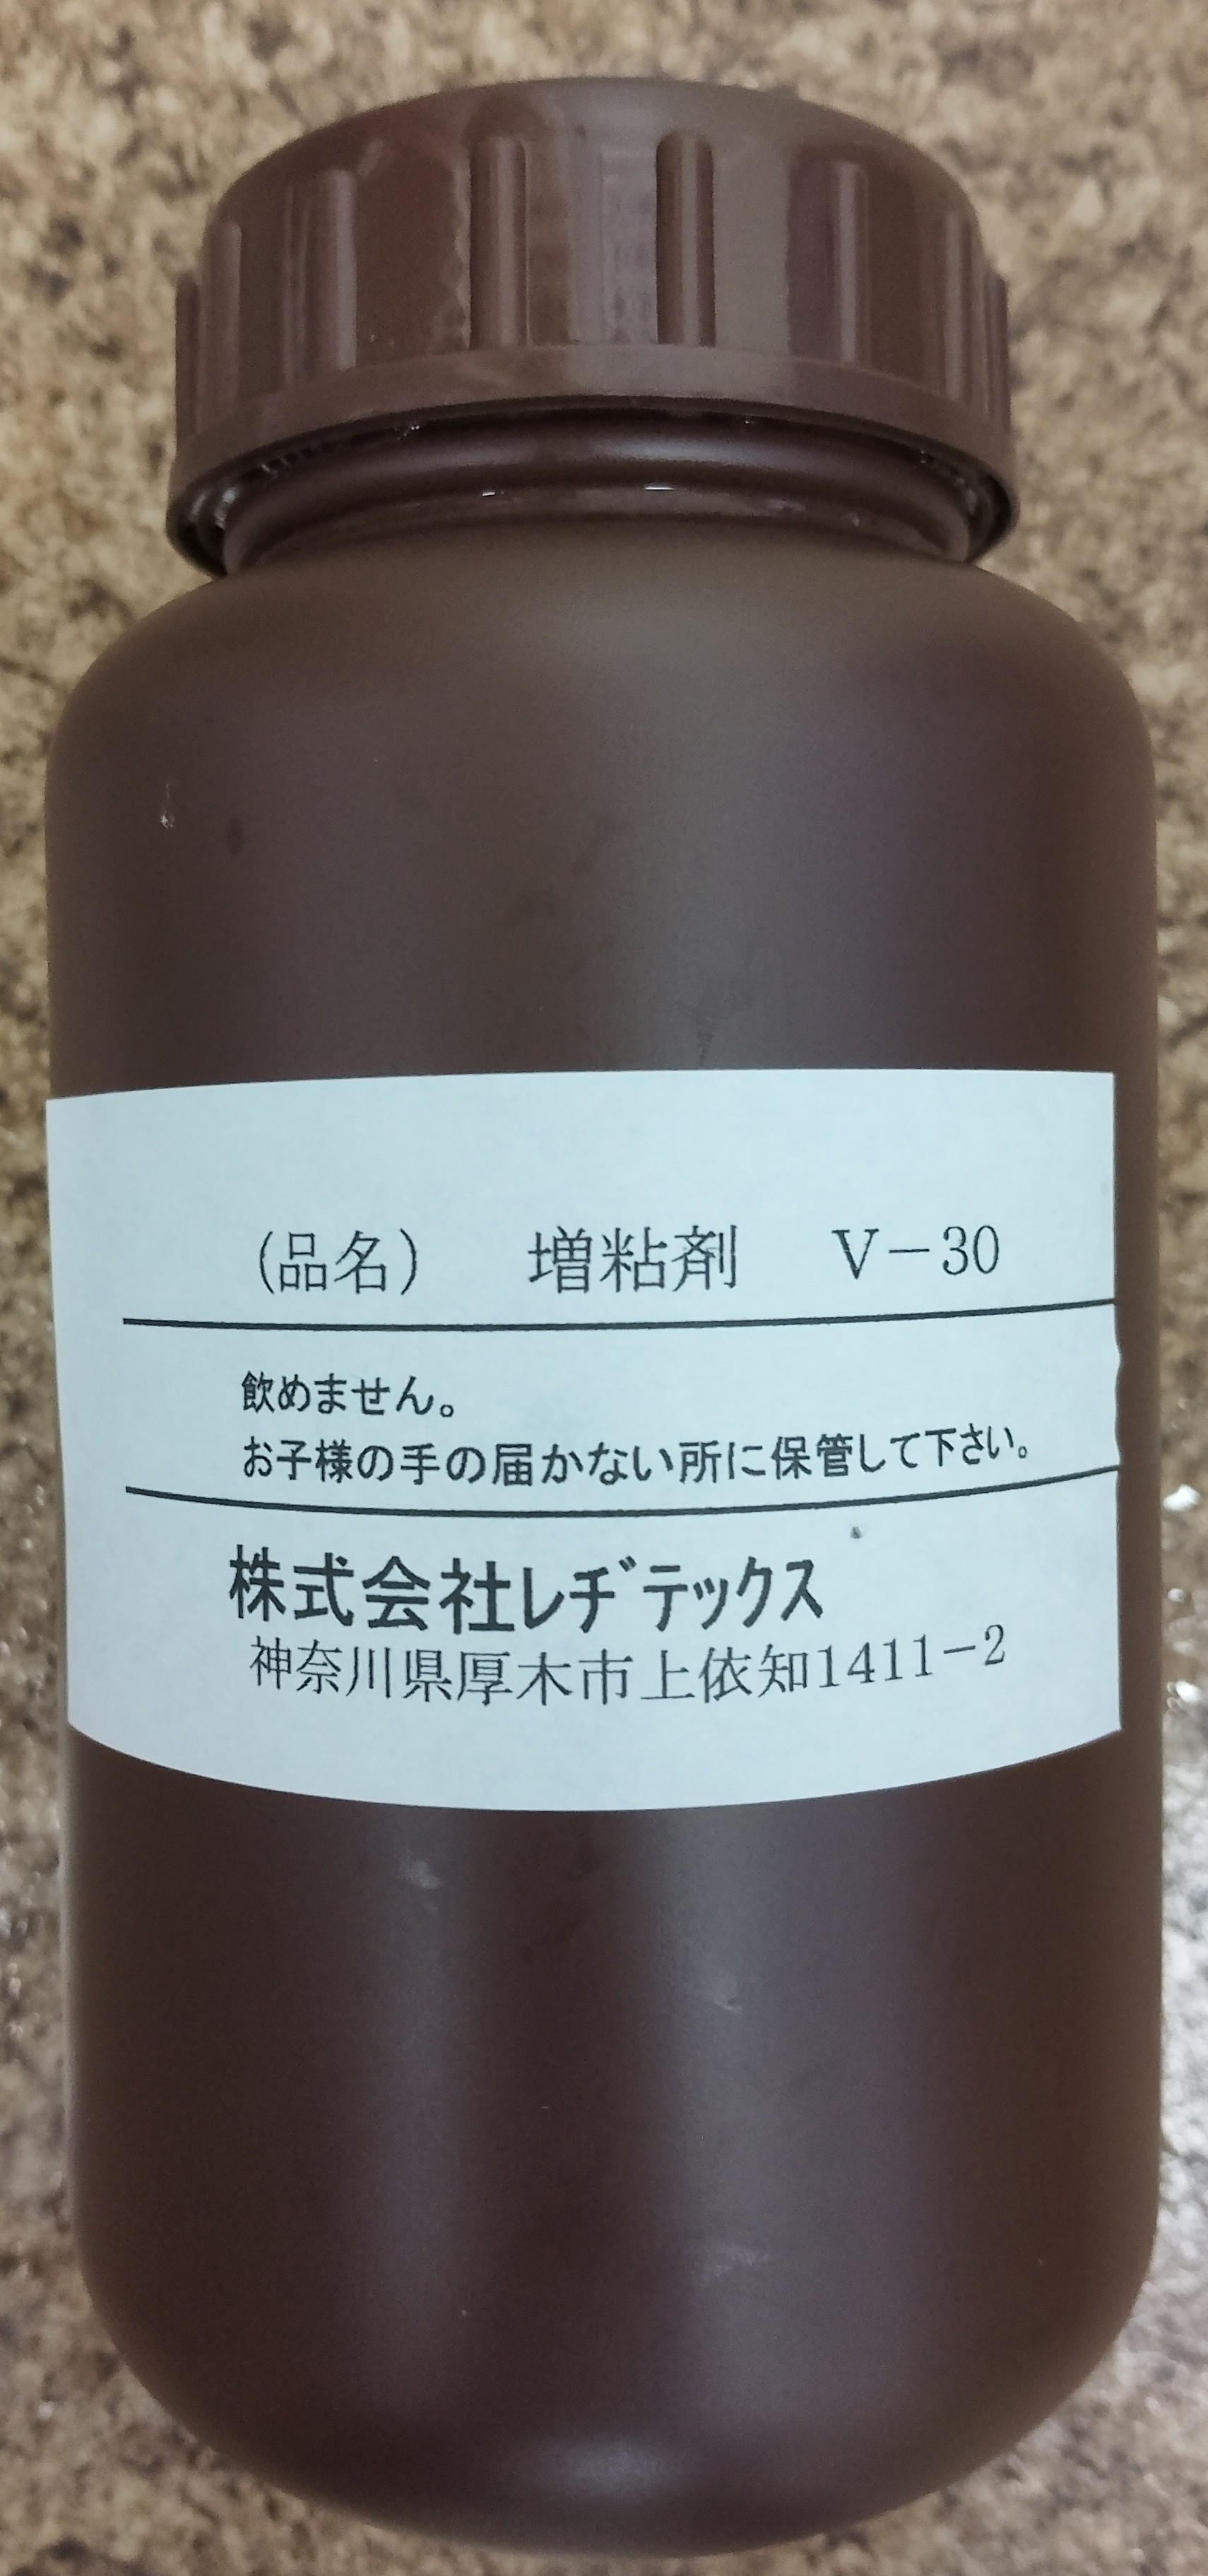 （品名）　増粘剤　V－30
飲めません。
お子様の手の届かない所に保管して下さい。
株式会社レヂテックス
神奈川県厚木市上依知1411－2